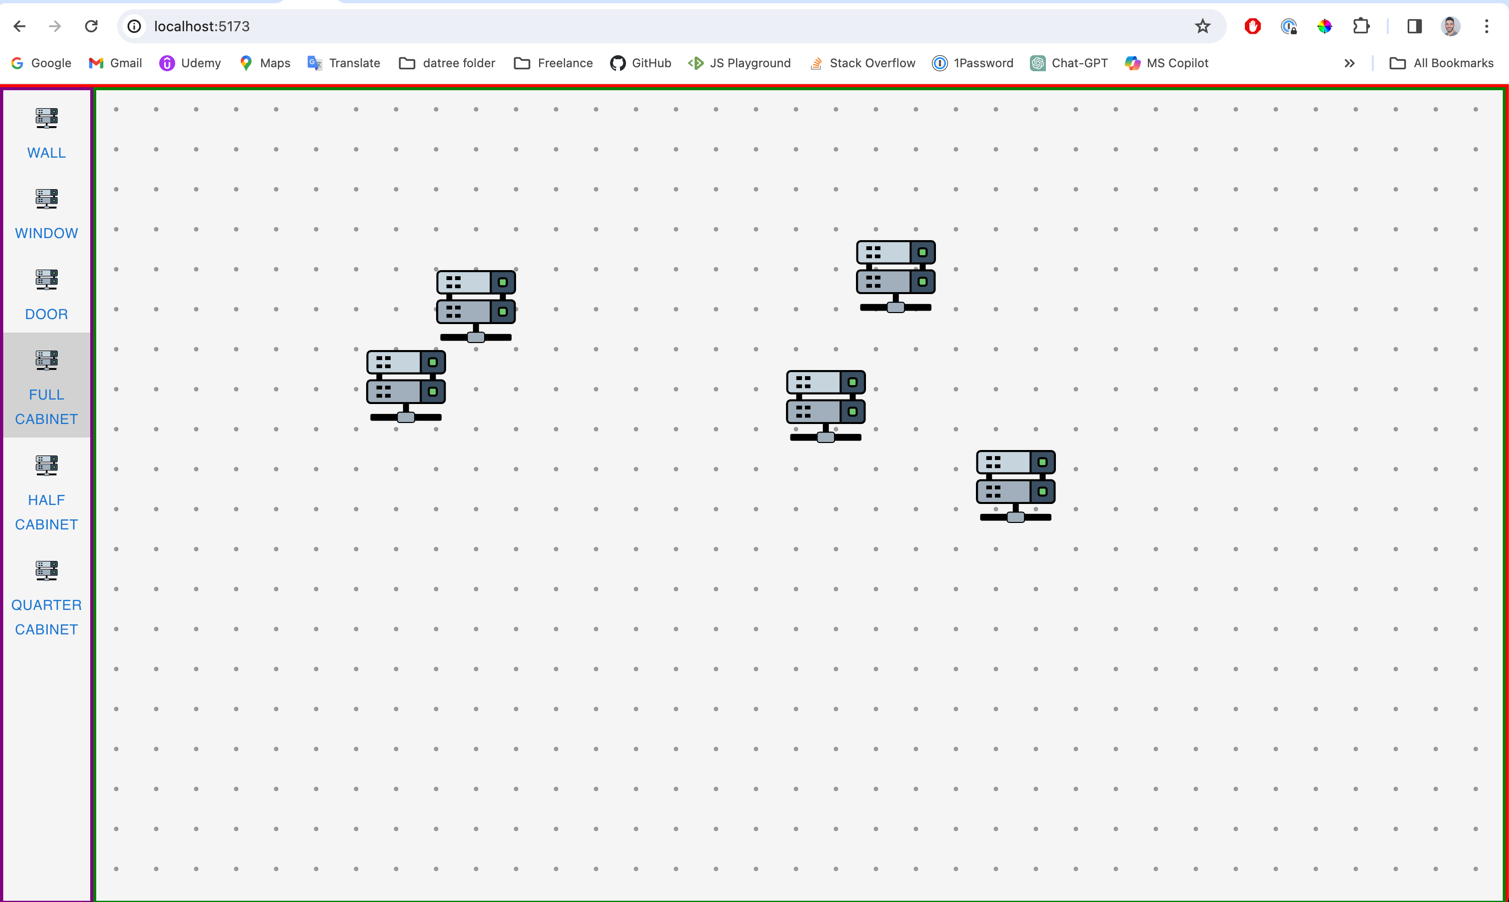 localhost:5173
Google Gmail Udemy Maps Translate datree folder Freelance GitHub JS Playground Stack Overflow 1Password Chat-GPT MS Copilot » All Bookmarks
WALL
WINDOW
DOOR
FULL
CABINET
HALF
CABINET
QUARTER
CABINET